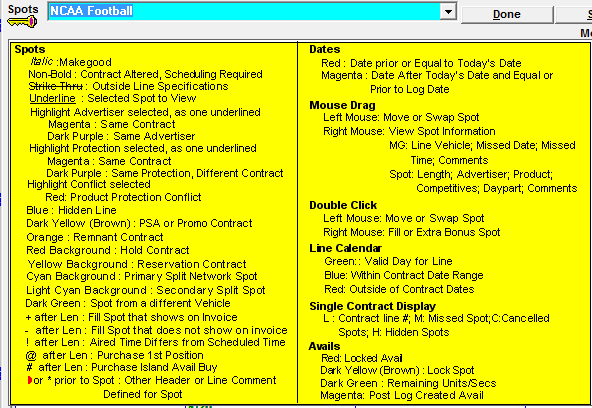 Spots
NCAA Football
Done
S
Me
Spots
Italic :Makegood
Non-Bold : Contract Altered, Scheduling Required
Strike Thru : Outside Line Specifications
Underline : Selected Spot to View
Highlight Advertiser selected, as one underlined
Magenta : Same Contract
Dark Purple : Same Advertiser
Highlight Protection selected, as one underlined
Magenta : Same Contract
Dark Purple : Same Protection, Different Contract
Highlight Conflict selected
Red: Product Protection Conflict
Blue : Hidden Line
Dark Yellow (Brown) : PSA or Promo Contract
Orange : Remnant Contract
Red Background : Hold Contract
Yellow Background : Reservation Contract
Cyan Background : Primary Split Network Spot
Light Cyan Background : Secondary Split Spot
Dark Green : Spot from a different Vehicle
+ after Len : Fill Spot that shows on Invoice
- after Len : Fill Spot that does not show on invoice
! after Len : Aired Time Differs from Scheduled Time
@ after Len : Purchase 1st Position
# after Len : Purchase Island Avail Buy
or * prior to Spot : Other Header or Line Comment
Defined for Spot
Dates
Red : Date prior or Equal to Today's Date
Magenta : Date After Today's Date and Equal or
Prior to Log Date
Mouse Drag
Left Mouse: Move or Swap Spot
Right Mouse: View Spot Information
MG: Line Vehicle; Missed Date; Missed
Time; Comments
Spot: Length; Advertiser; Product;
Competitives; Daypart; Comments
Double Click
Left Mouse: Move or Swap Spot
Right Mouse: Fill or Extra Bonus Spot
Line Calendar
Green:: Valid Day for Line
Blue: Within Contract Date Range
Red: Outside of Contract Dates
Single Contract Display
L : Contract line #; M: Missed Spot;C:Cancelled
Spots; H: Hidden Spots
Avails
Red: Locked Avail
Dark Yellow (Brown) : Lock Spot
Dark Green : Remaining Units/Secs
Magenta: Post Log Created Avail